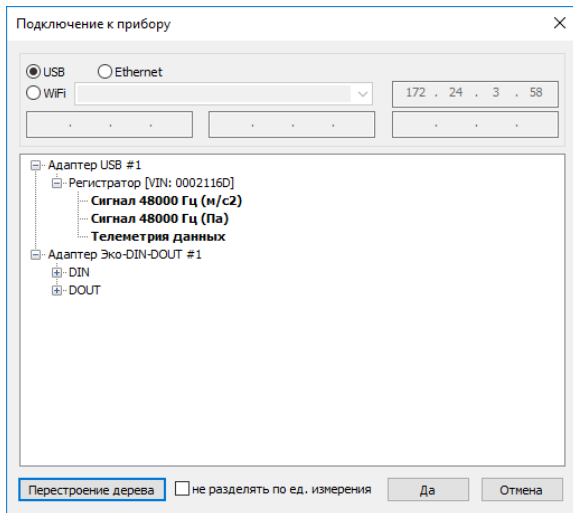 Подключение к прибору
USB Ethernet
WiFi 172 . 24 . 3 . 58
. . . . . . . . .
Адаптер USB #1
Регистратор [VIN: 0002116D]
Сигнал 48000 Гц (м/с2)
Сигнал 48000 Гц (Па)
Телеметрия данных
Адаптер Эко-DIN-DOUT #1
DIN
DOUT
Перестроение дерева не разделять по ед. измерения Да Отмена